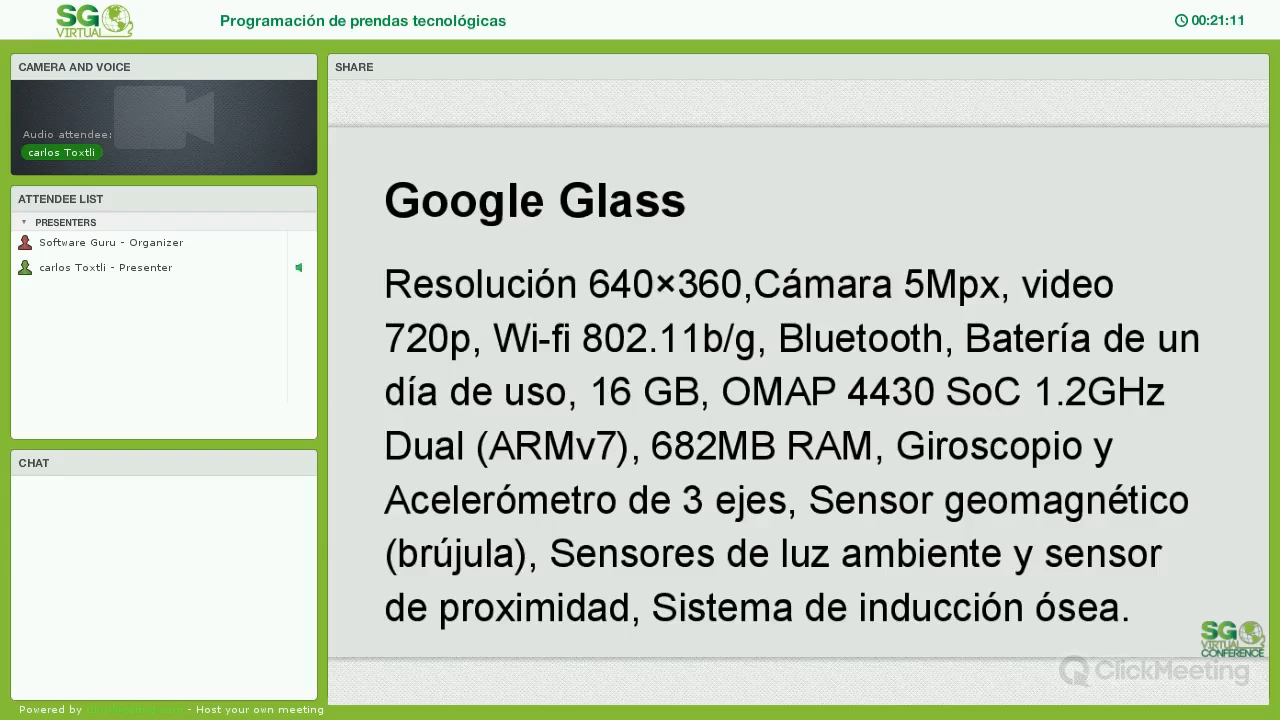 SG
VIRTUAL
Programación de prendas tecnológicas
00:21:11
CAMERA AND VOICE
Audio attendee:
carlos Toxtli
ATTENDEE LIST
PRESENTERS
Software Guru - Organizer
carlos Toxtli - Presenter
CHAT
SHARE
Google Glass
Resolución 640×360,Cámara 5Mpx, video
720p, Wi-fi 802.11b/g, Bluetooth, Batería de un
día de uso, 16 GB, OMAP 4430 SoC 1.2GHz
Dual (ARMv7), 682MB RAM, Giroscopio y
Acelerómetro de 3 ejes, Sensor geomagnético
(brújula), Sensores de luz ambiente y sensor
de proximidad, Sistema de inducción ósea.
SG
VIRTUAL
CONFERENCE
ClickMeeting
Powered by - Host your own meeting